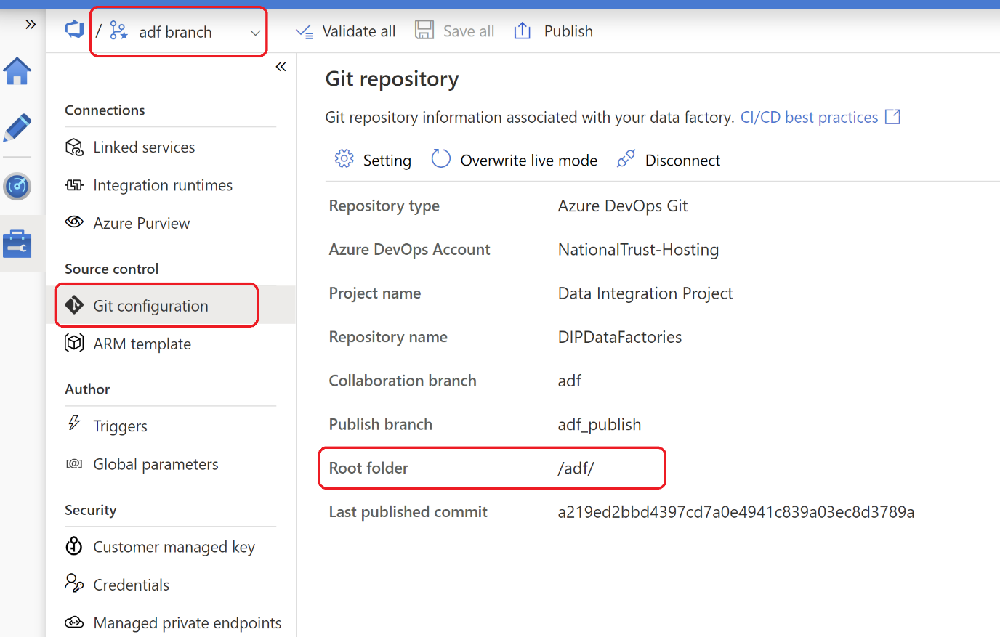 / adf branch
Validate all
Save all
Publish
Connections
Linked services
Integration runtimes
Azure Purview
Source control
Git configuration
ARM template
Author
Triggers
Global parameters
Security
Customer managed key
Credentials
Managed private endpoints
Git repository
Git repository information associated with your data factory. CI/CD best practices
Setting
Overwrite live mode
Disconnect
Repository type Azure DevOps Git
Azure DevOps Account NationalTrust-Hosting
Project name Data Integration Project
Repository name DIPDataFactories
Collaboration branch adf
Publish branch adf_publish
Root folder /adf/
Last published commit a219ed2bbd4397cd7a0e4941c839a03ec8d3789a